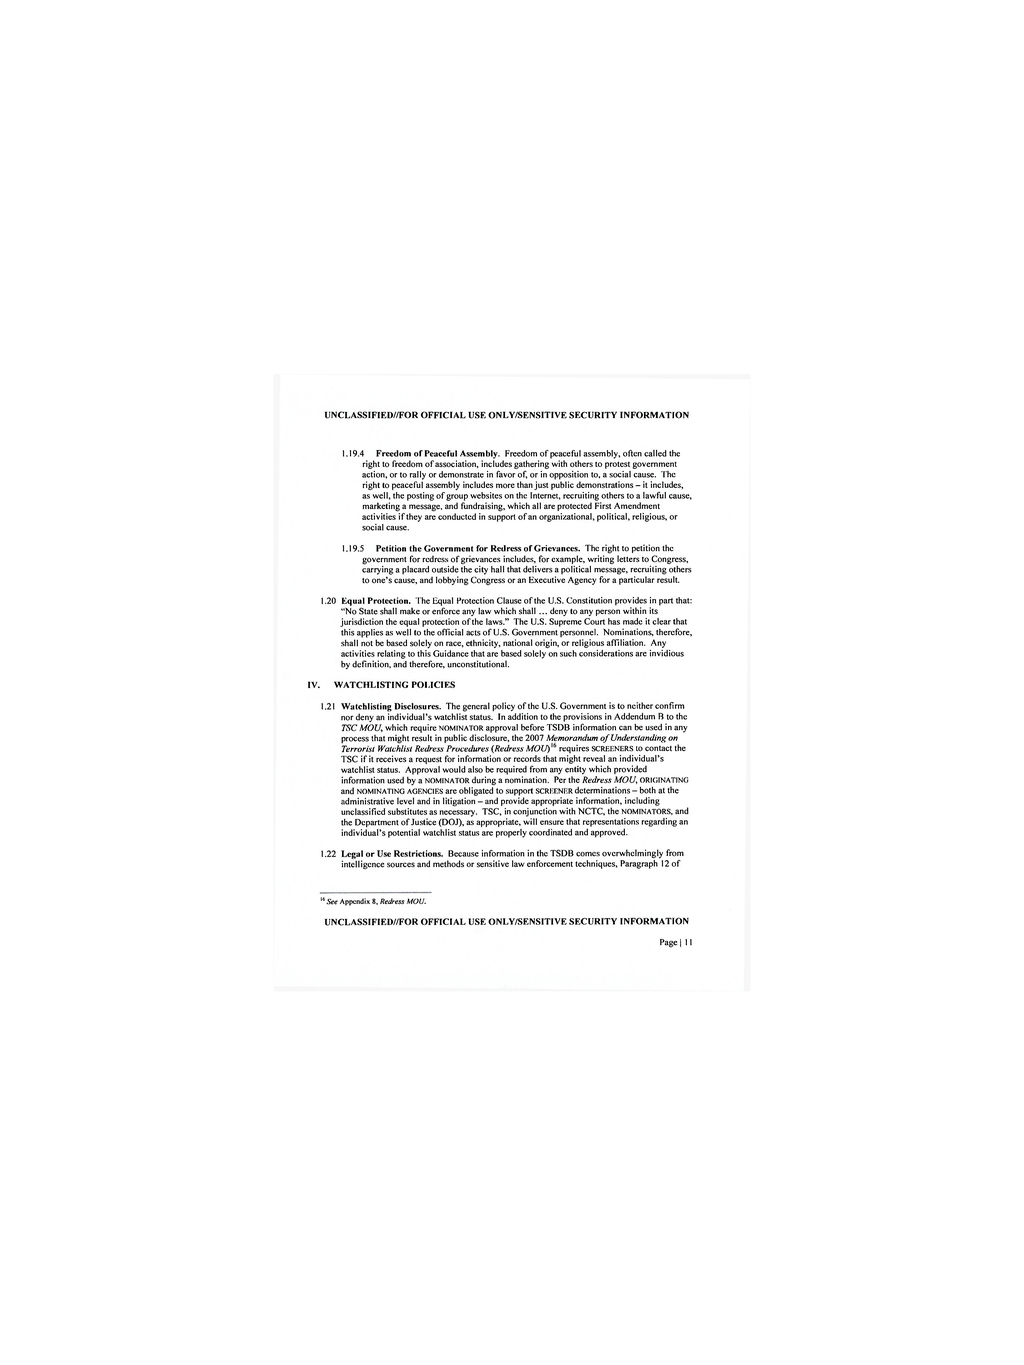 UNCLASSIFIED//FOR OFFICIAL USE ONLY/SENSITIVE SECURITY INFORMATION
1.19.4 Freedom of Peaceful Assembly. Freedom of peaceful assembly, often called the
right to freedom of association, includes gathering with others to protest government
action, or to rally or demonstrate in favor of, or in opposition to, a social cause. The
right to peaceful assembly includes more than just public demonstrations – it includes,
as well, the posting of group websites on the Internet, recruiting others to a lawful cause,
marketing a message, and fundraising, which all are protected First Amendment
activities if they are conducted in support of an organizational, political, religious, or
social cause.
1.19.5 Petition the Government for Redress of Grievances. The right to petition the
government for redress of grievances includes, for example, writing letters to Congress,
carrying a placard outside the city hall that delivers a political message, recruiting others
to one's cause, and lobbying Congress or an Executive Agency for a particular result.
1.20 Equal Protection. The Equal Protection Clause of the U.S. Constitution provides in part that:
“No State shall make or enforce any law which shall … deny to any person within its
jurisdiction the equal protection of the laws.” The U.S. Supreme Court has made it clear that
this applies as well to the official acts of U.S. Government personnel. Nominations, therefore,
shall not be based solely on race, ethnicity, national origin, or religious affiliation. Any
activities relating to this Guidance that are based solely on such considerations are invidious
by definition, and therefore, unconstitutional.
IV. WATCHLISTING POLICIES
1.21 Watchlisting Disclosures. The general policy of the U.S. Government is to neither confirm
nor deny an individual's watchlist status. In addition to the provisions in Addendum B to the
TSC MOU, which require NOMINATOR approval before TSDB information can be used in any
process that might result in public disclosure, the 2007 Memorandum of Understanding on
Terrorist Watchlist Redress Procedures (Redress MOU)16 requires SCREENERS to contact the
TSC if it receives a request for information or records that might reveal an individual's
watchlist status. Approval would also be required from any entity which provided
information used by a NOMINATOR during a nomination. Per the Redress MOU, ORIGINATING
and NOMINATING AGENCIES are obligated to support SCREENER determinations – both at the
administrative level and in litigation – and provide appropriate information, including
unclassified substitutes as necessary. TSC, in conjunction with NCTC, the NOMINATORS, and
the Department of Justice (DOJ), as appropriate, will ensure that representations regarding an
individual's potential watchlist status are properly coordinated and approved.
1.22 Legal or Use Restrictions. Because information in the TSDB comes overwhelmingly from
intelligence sources and methods or sensitive law enforcement techniques, Paragraph 12 of
16 See Appendix 8, Redress MOU.
UNCLASSIFIED//FOR OFFICIAL USE ONLY/SENSITIVE SECURITY INFORMATION
Page | 11